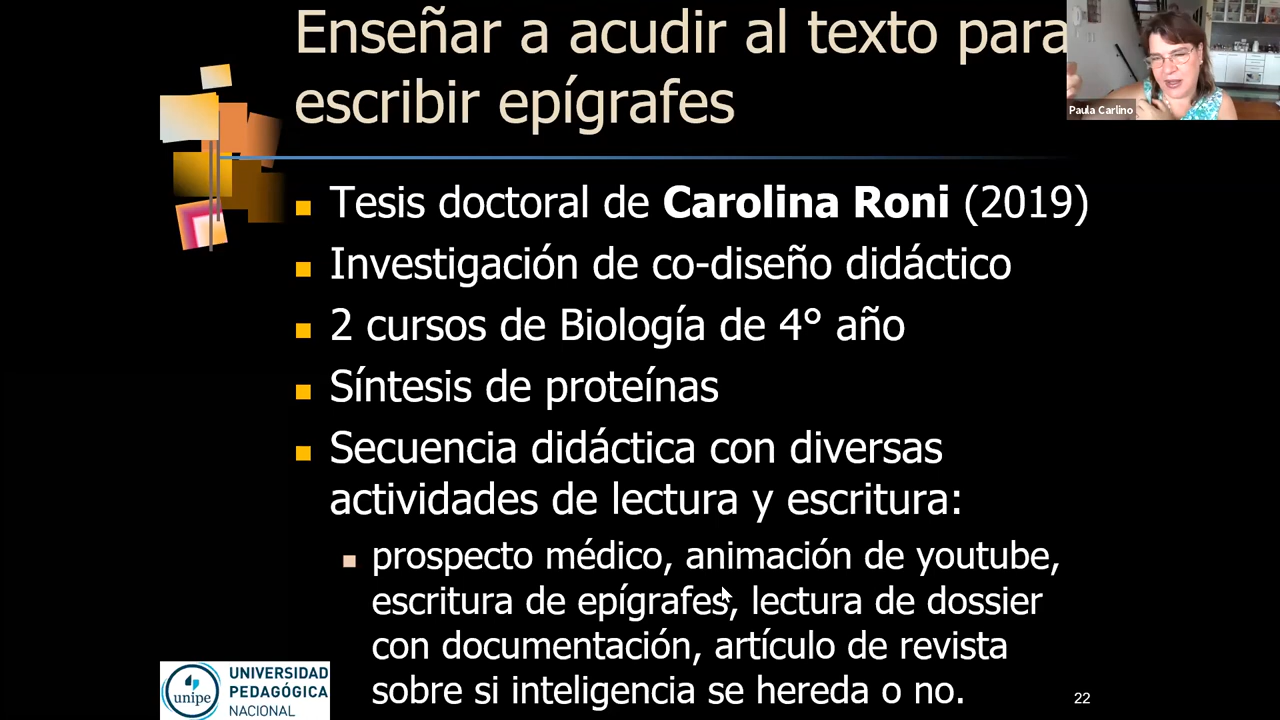 Enseñar a acudir al texto para
escribir epígrafes
Paula Carlino
Tesis doctoral de Carolina Roni (2019)
Investigación de co-diseño didáctico
2 cursos de Biología de 4° año
Síntesis de proteínas
Secuencia didáctica con diversas
actividades de lectura y escritura:
prospecto médico, animación de youtube,
escritura de epígrafes, lectura de dossier
con documentación, artículo de revista
sobre si inteligencia se hereda o no.
unipe
UNIVERSIDAD
PEDAGÓGICA
NACIONAL
22